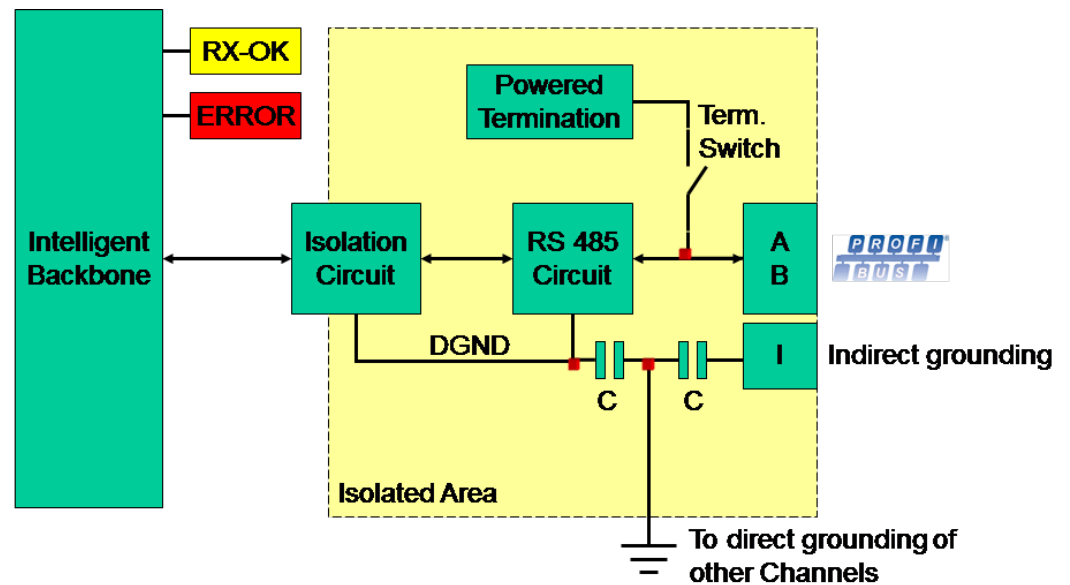 RX-OK
ERROR
Powered
Termination
Term.
Switch
Intelligent
Backbone
Isolation
Circuit
RS 485
Circuit
A
B
PROFI
BUS
DGND
I
Indirect grounding
C
C
Isolated Area
To direct grounding of
other Channels